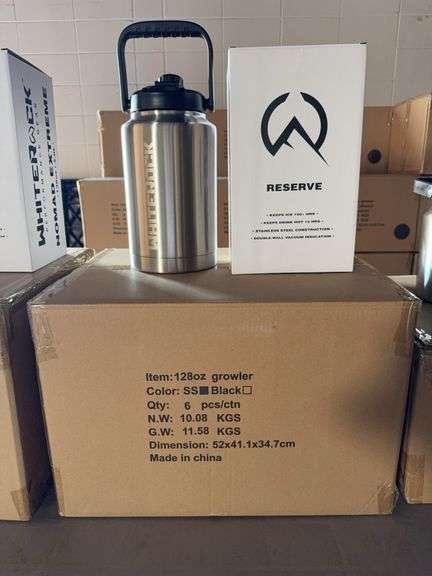 WHITEROCK
HOME EXTREME
WHITEROCK
RESERVE
• KEEPS ICE 100+ HRS •
• KEEPS DRINK HOT 12 HRS •
• STAINLESS STEEL CONSTRUCTION •
• DOUBLE-WALL VACUUM INSULATION •
Item:128oz growler
Color: SS■Black□
Qty: 6 pcs/ctn
N.W: 10.08 KGS
G.W: 11.58 KGS
Dimension: 52x41.1x34.7cm
Made in china